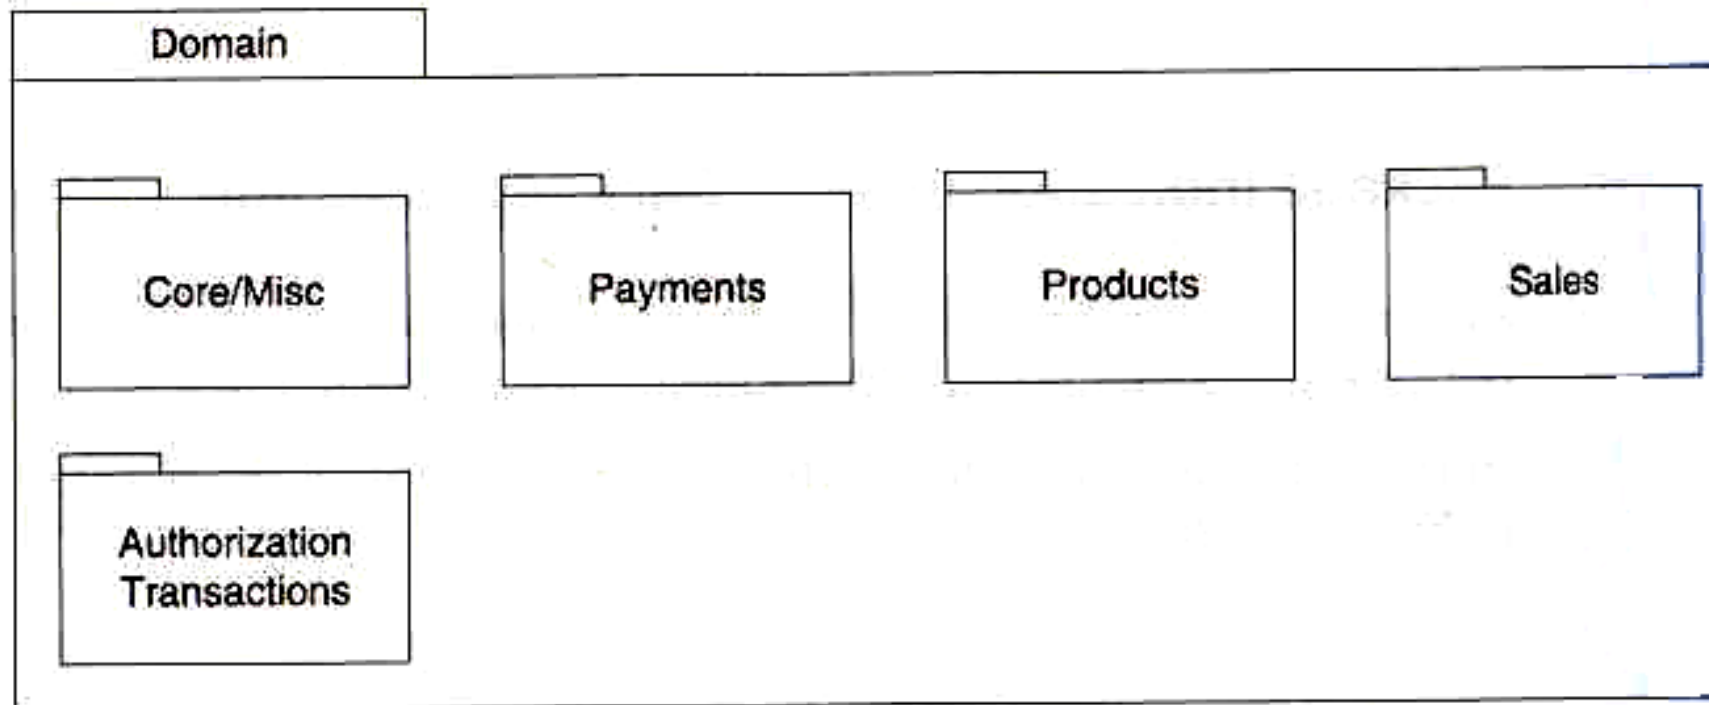 Domain
Core/Misc
Payments
Products
Sales
Authorization
Transactions